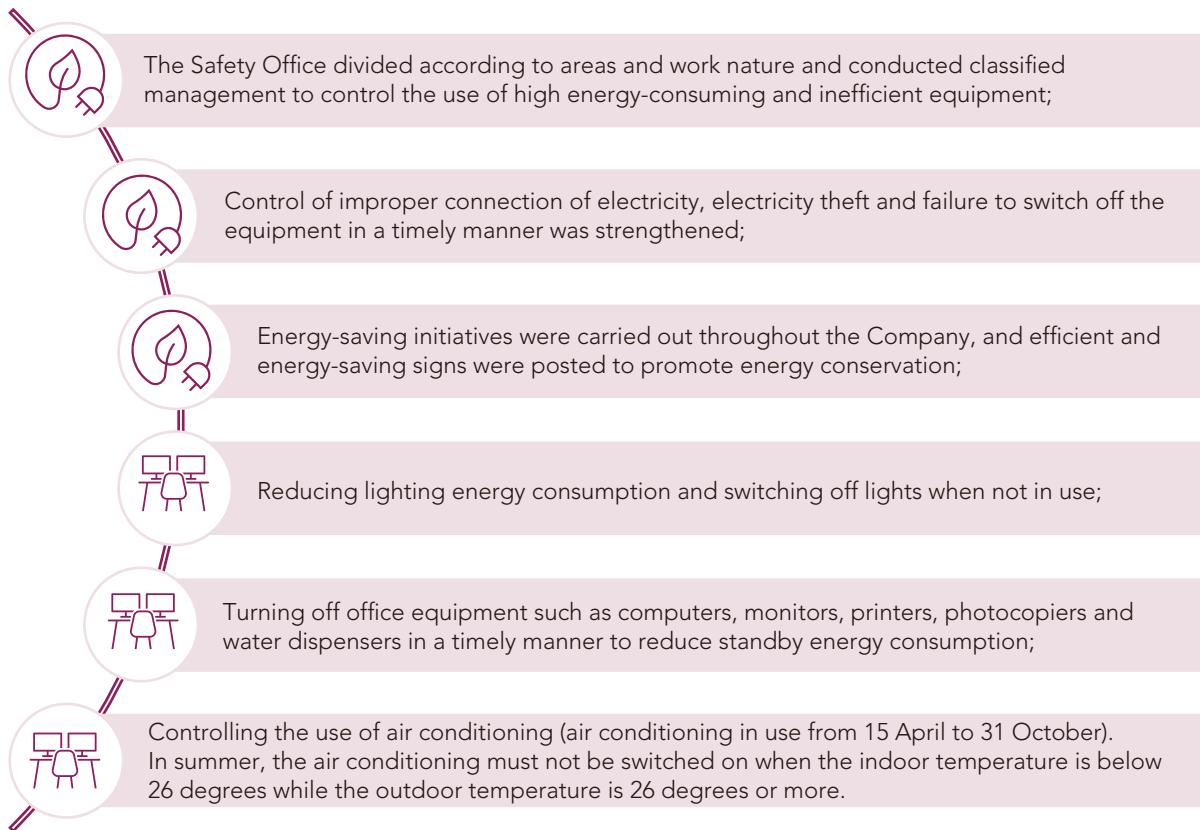 The Safety Office divided according to areas and work nature and conducted classified
management to control the use of high energy-consuming and inefficient equipment;
Control of improper connection of electricity, electricity theft and failure to switch off the
equipment in a timely manner was strengthened;
Energy-saving initiatives were carried out throughout the Company, and efficient and
energy-saving signs were posted to promote energy conservation;
Reducing lighting energy consumption and switching off lights when not in use;
Turning off office equipment such as computers, monitors, printers, photocopiers and
water dispensers in a timely manner to reduce standby energy consumption;
Controlling the use of air conditioning (air conditioning in use from 15 April to 31 October).
In summer, the air conditioning must not be switched on when the indoor temperature is below
26 degrees while the outdoor temperature is 26 degrees or more.